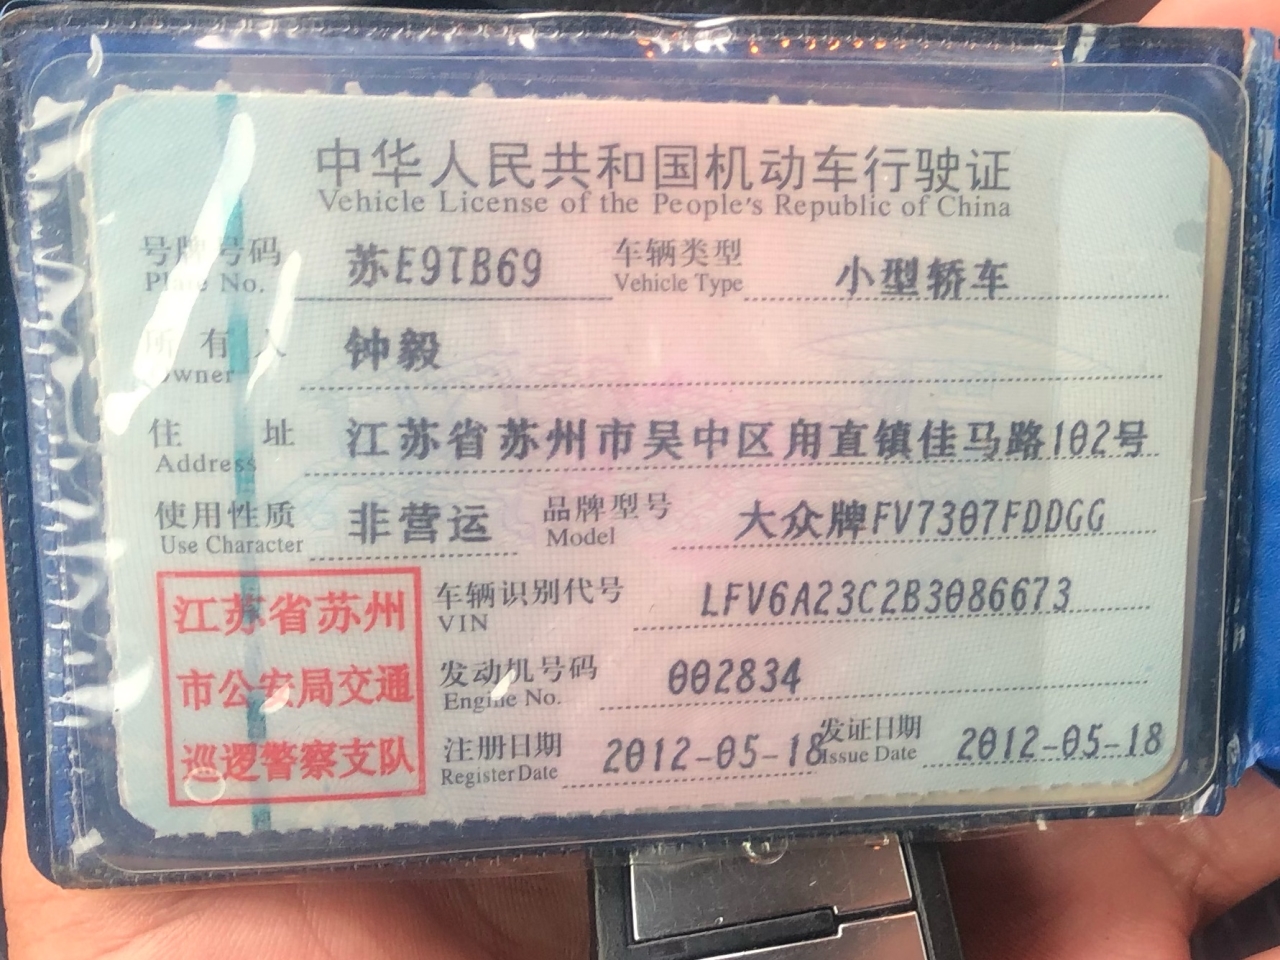 中华人民共和国机动车行驶证
Vehicle License of the People's Republic of China
号牌号码 苏E9TB69 车辆类型 小型轿车
Plate No. Vehicle Type
所有人 钟毅
Owner
住址 江苏省苏州市吴中区甪直镇佳马路102号
Address
使用性质 非营运 品牌型号 大众牌FV7307FDDGG
Use Character Model
江苏省苏州
市公安局交通
巡逻警察支队
车辆识别代号 LFV6A23C2B3086673
VIN
发动机号码 002834
Engine No.
注册日期 2012-05-18 发证日期 2012-05-18
Register Date Issue Date